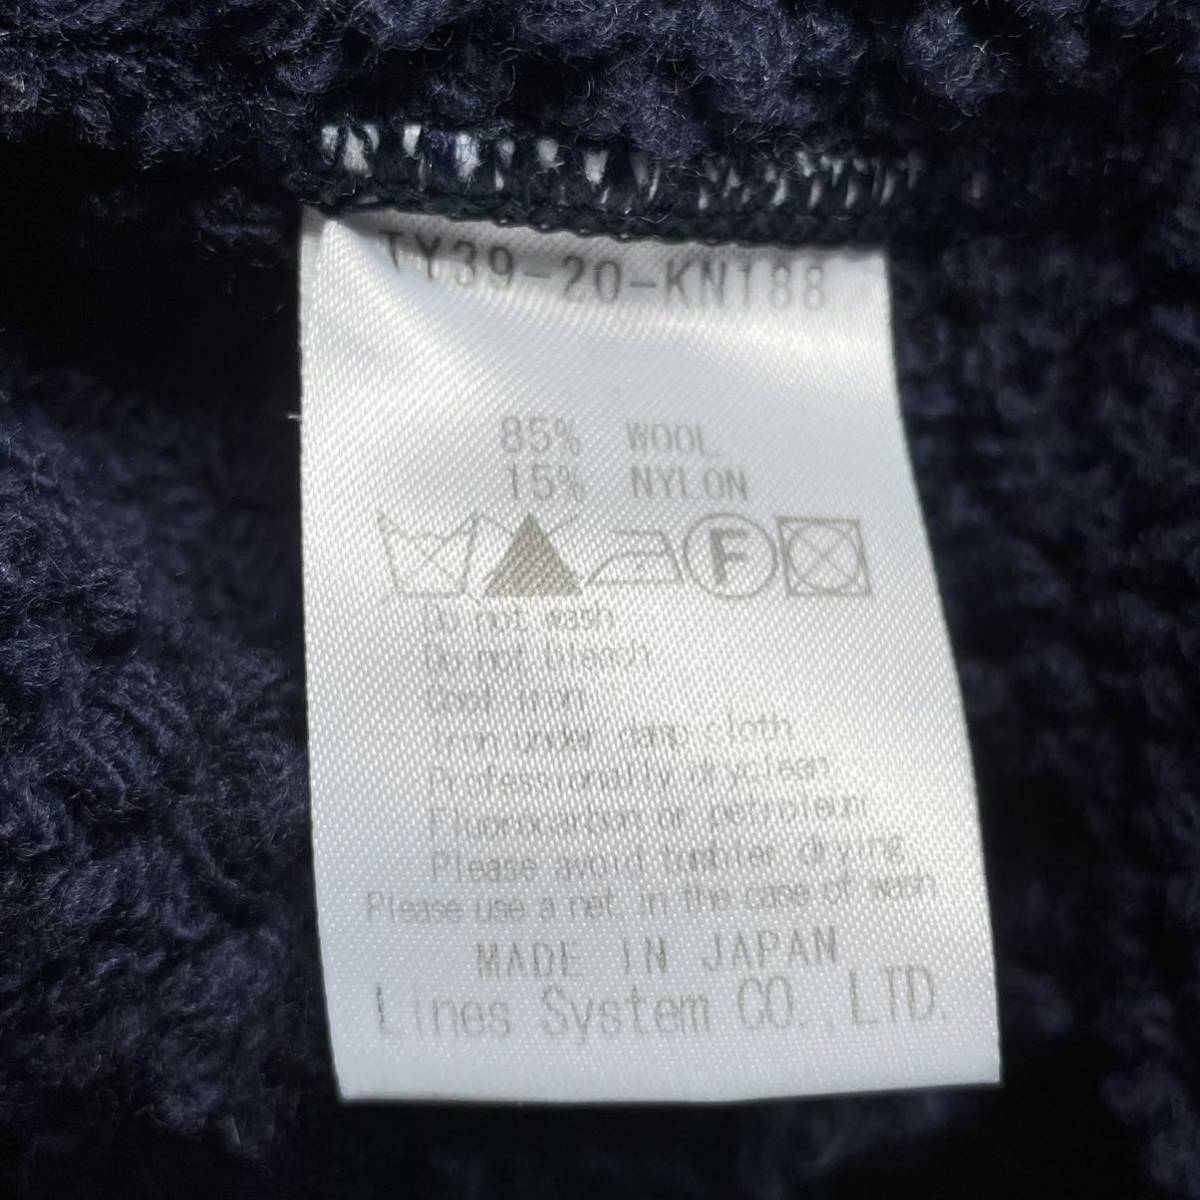 TY39-20-KN188
85% WOOL
15% NYLON
F
Do not wash
Do not bleach
Cool iron
Iron under damp cloth
Professionally dryclean
Fluorocarbon or petroleum
Please avoid tumbler drying
Please use a net in the case of wash
MADE IN JAPAN
Lines System CO.,LTD.